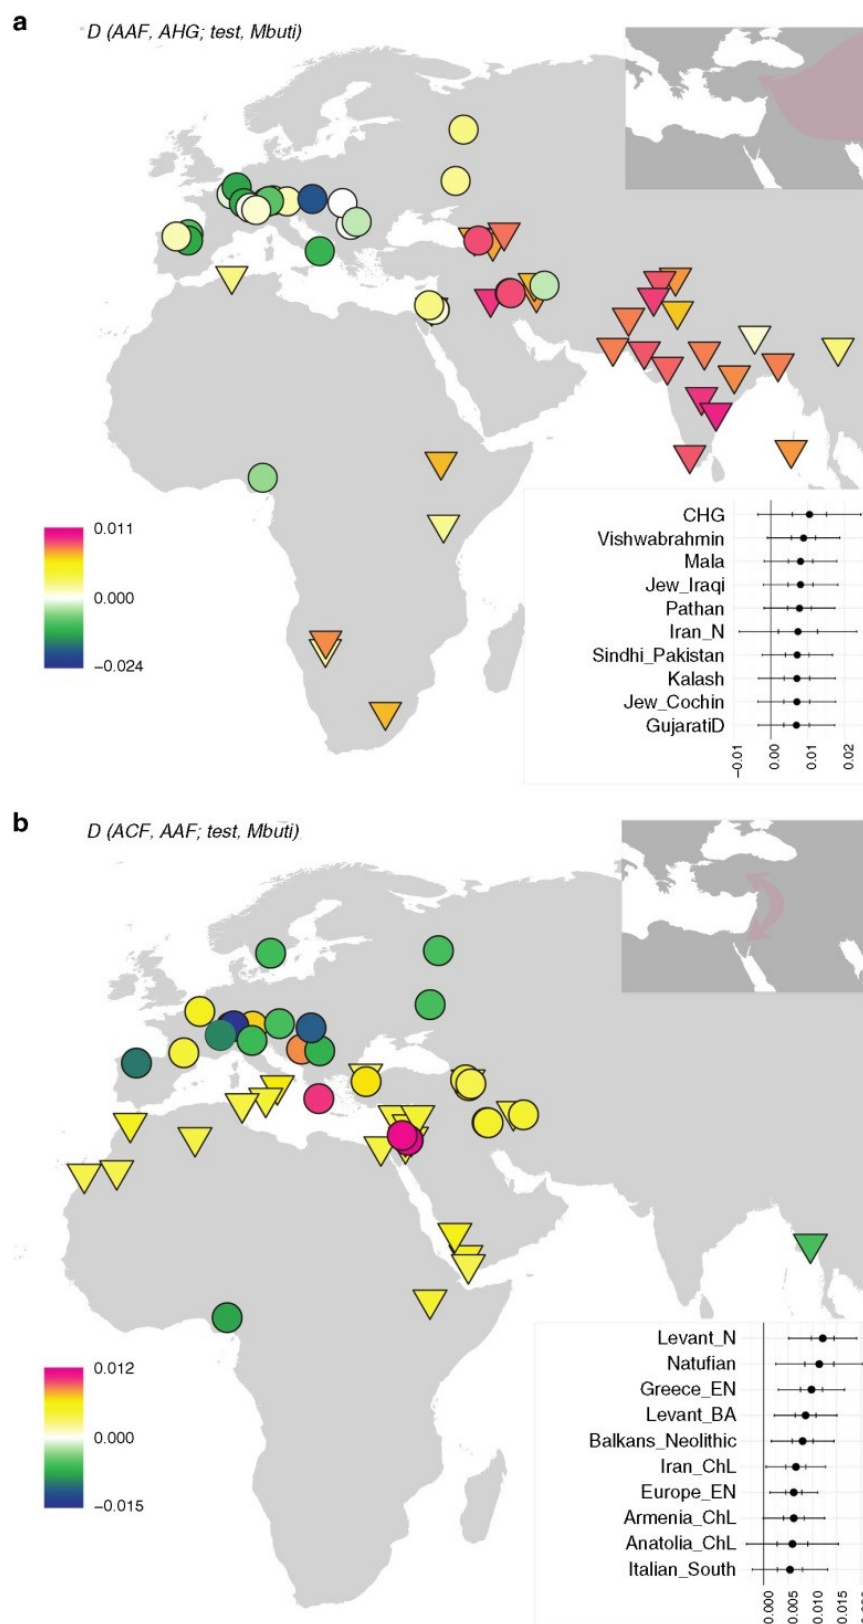 a
D (AAF, AHG; test, Mbuti)
0.011
0.000
−0.024
CHG
Vishwabrahmin
Mala
Jew_Iraqi
Pathan
Iran_N
Sindhi_Pakistan
Kalash
Jew_Cochin
GujaratiD
−0.01
0.00
0.01
0.02
b
D (ACF, AAF; test, Mbuti)
0.012
0.000
−0.015
Levant_N
Natufian
Greece_EN
Levant_BA
Balkans_Neolithic
Iran_ChL
Europe_EN
Armenia_ChL
Anatolia_ChL
Italian_South
0.000
0.005
0.010
0.015